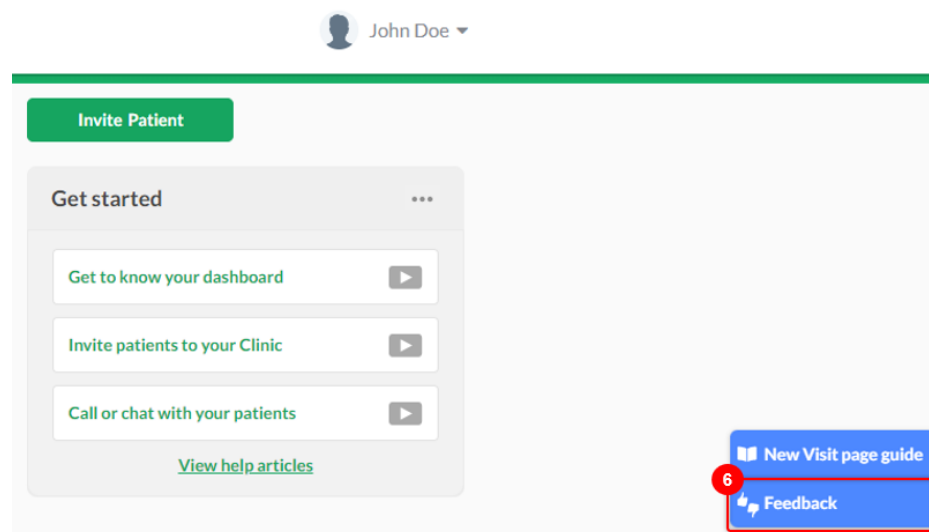 John Doe
Invite Patient
Get started
Get to know your dashboard
Invite patients to your Clinic
Call or chat with your patients
View help articles
New Visit page guide
6
Feedback